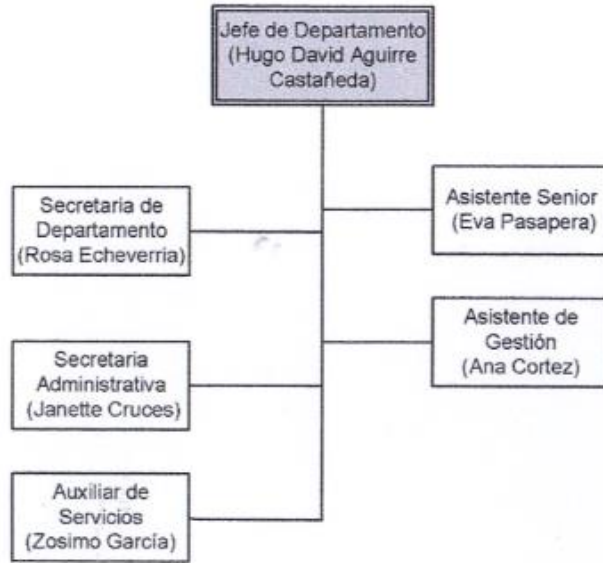 Jefe de Departamento
(Hugo David Aguirre
Castañeda)
Secretaria de
Departamento
(Rosa Echeverria)
Asistente Senior
(Eva Pasapera)
Secretaria
Administrativa
(Janette Cruces)
Asistente de
Gestión
(Ana Cortez)
Auxiliar de
Servicios
(Zosimo García)